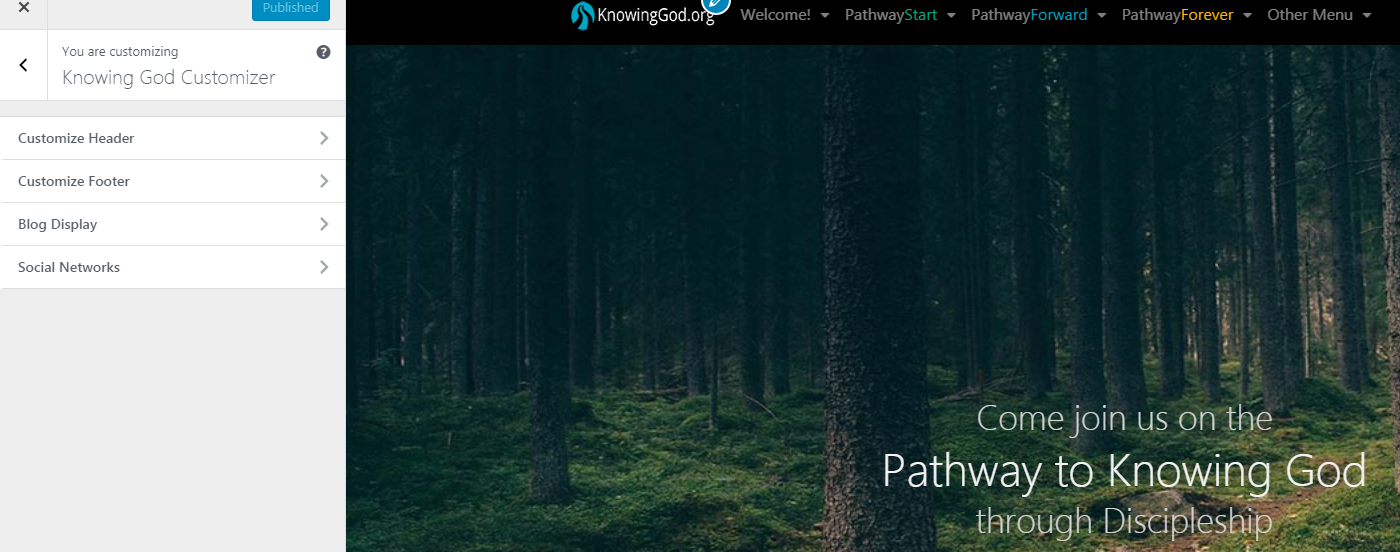 Published
You are customizing
Knowing God Customizer
Customize Header
Customize Footer
Blog Display
Social Networks
KnowingGod.org Welcome! PathwayStart PathwayForward PathwayForever Other Menu
Come join us on the
Pathway to Knowing God
through Discipleship